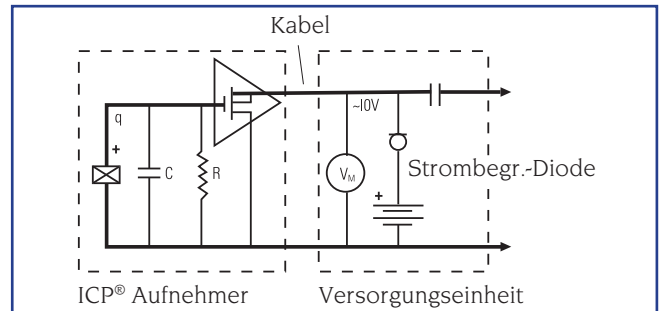 Kabel
q
+
C
R
~10V
V_M
Strombegr.-Diode
+
ICP® Aufnehmer
Versorgungseinheit